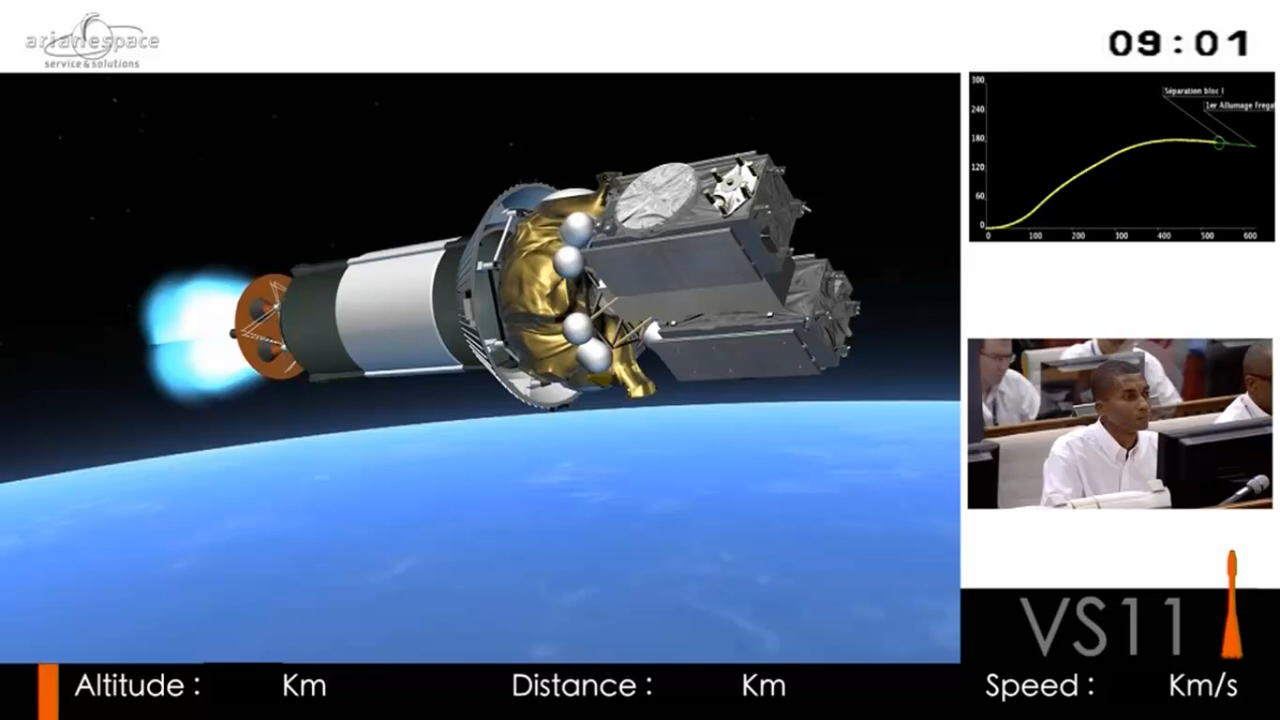 arianespace
service & solutions
09:01
300
240
180
120
60
0
Séparation bloc I
1er Allumage Frega
0 100 200 300 400 500 600
VS11
Altitude : Km Distance : Km Speed : Km/s